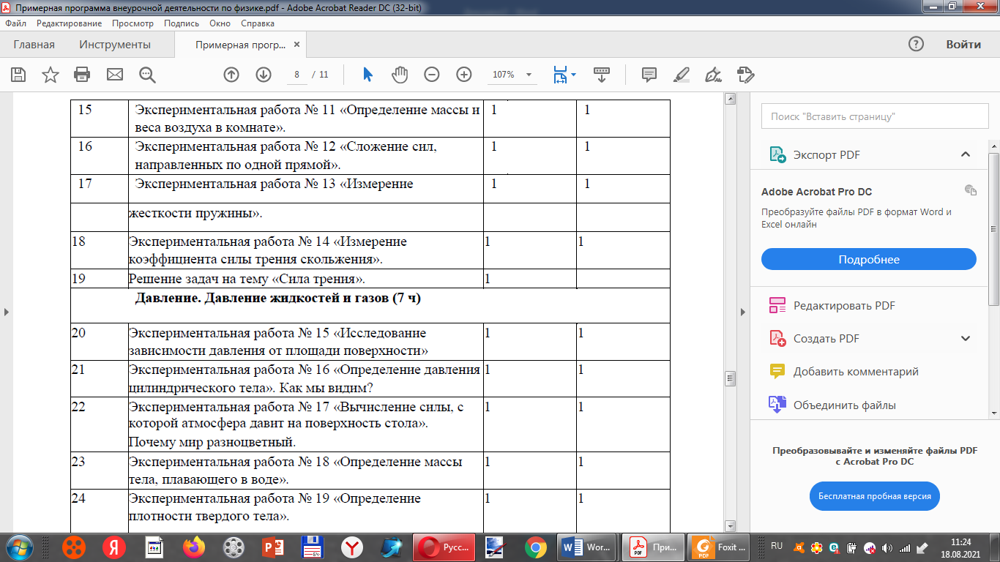 Примерная программа внеурочной деятельности по физике.pdf - Adobe Acrobat Reader DC (32-bit)
Файл Редактирование Просмотр Подпись Окно Справка
Главная Инструменты Примерная прогр... × Войти
8 / 11 107%
15 Экспериментальная работа № 11 «Определение массы и 1 1
веса воздуха в комнате».
16 Экспериментальная работа № 12 «Сложение сил, 1 1
направленных по одной прямой».
17 Экспериментальная работа № 13 «Измерение 1 1
жесткости пружины».
18 Экспериментальная работа № 14 «Измерение 1 1
коэффициента силы трения скольжения».
19 Решение задач на тему «Сила трения». 1
Давление. Давление жидкостей и газов (7 ч)
20 Экспериментальная работа № 15 «Исследование 1 1
зависимости давления от площади поверхности»
21 Экспериментальная работа № 16 «Определение давления 1 1
цилиндрического тела». Как мы видим?
22 Экспериментальная работа № 17 «Вычисление силы, с 1 1
которой атмосфера давит на поверхность стола».
Почему мир разноцветный.
23 Экспериментальная работа № 18 «Определение массы 1 1
тела, плавающего в воде».
24 Экспериментальная работа № 19 «Определение 1 1
плотности твердого тела».
Поиск "Вставить страницу"
Экспорт PDF
Adobe Acrobat Pro DC
Преобразуйте файлы PDF в формат Word и
Excel онлайн
Подробнее
Редактировать PDF
Создать PDF
Добавить комментарий
Объединить файлы
Преобразовывайте и изменяйте файлы PDF
с Acrobat Pro DC
Бесплатная пробная версия
Русс... Wor... При... Foxit ... RU 11:24
18.08.2021